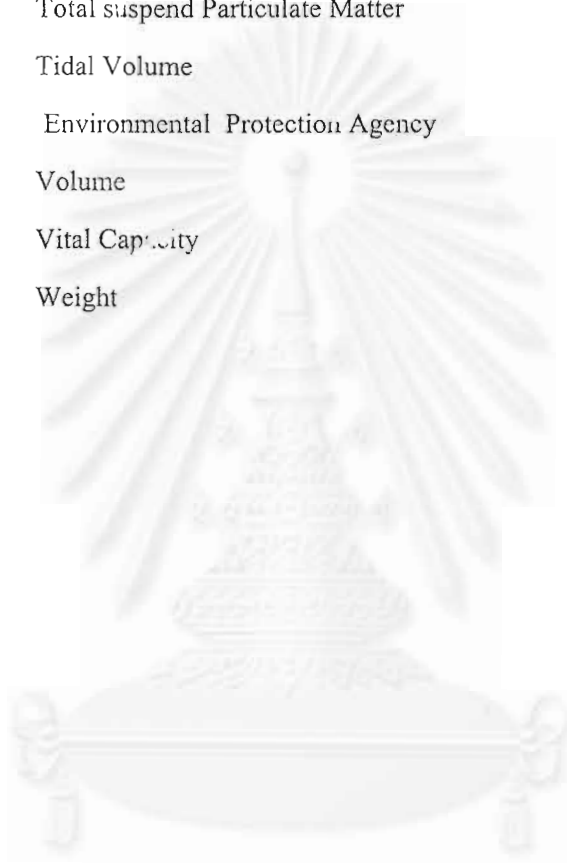 Total suspend Particulate Matter
Tidal Volume
Environmental Protection Agency
Volume
Vital
Weight